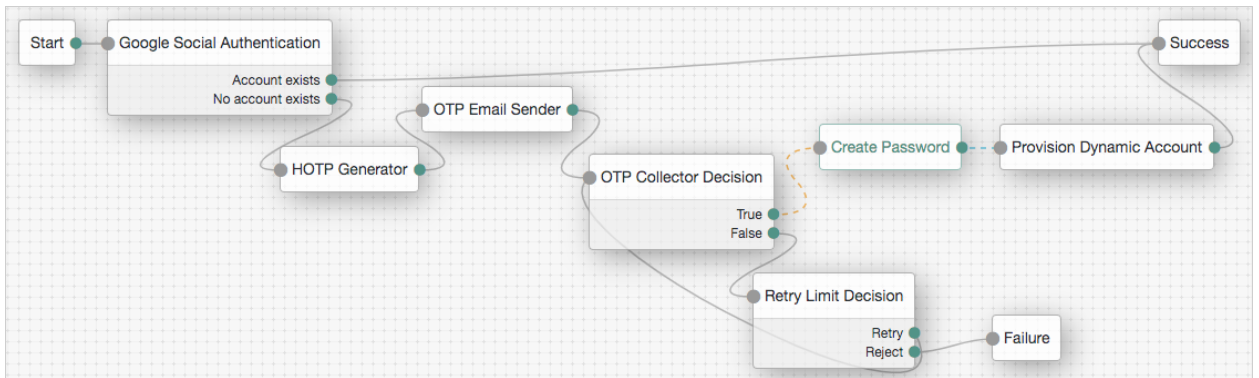 Start
Google Social Authentication
Account exists
No account exists
HOTP Generator
OTP Email Sender
OTP Collector Decision
True
False
Retry Limit Decision
Retry
Reject
Failure
Create Password
Provision Dynamic Account
Success